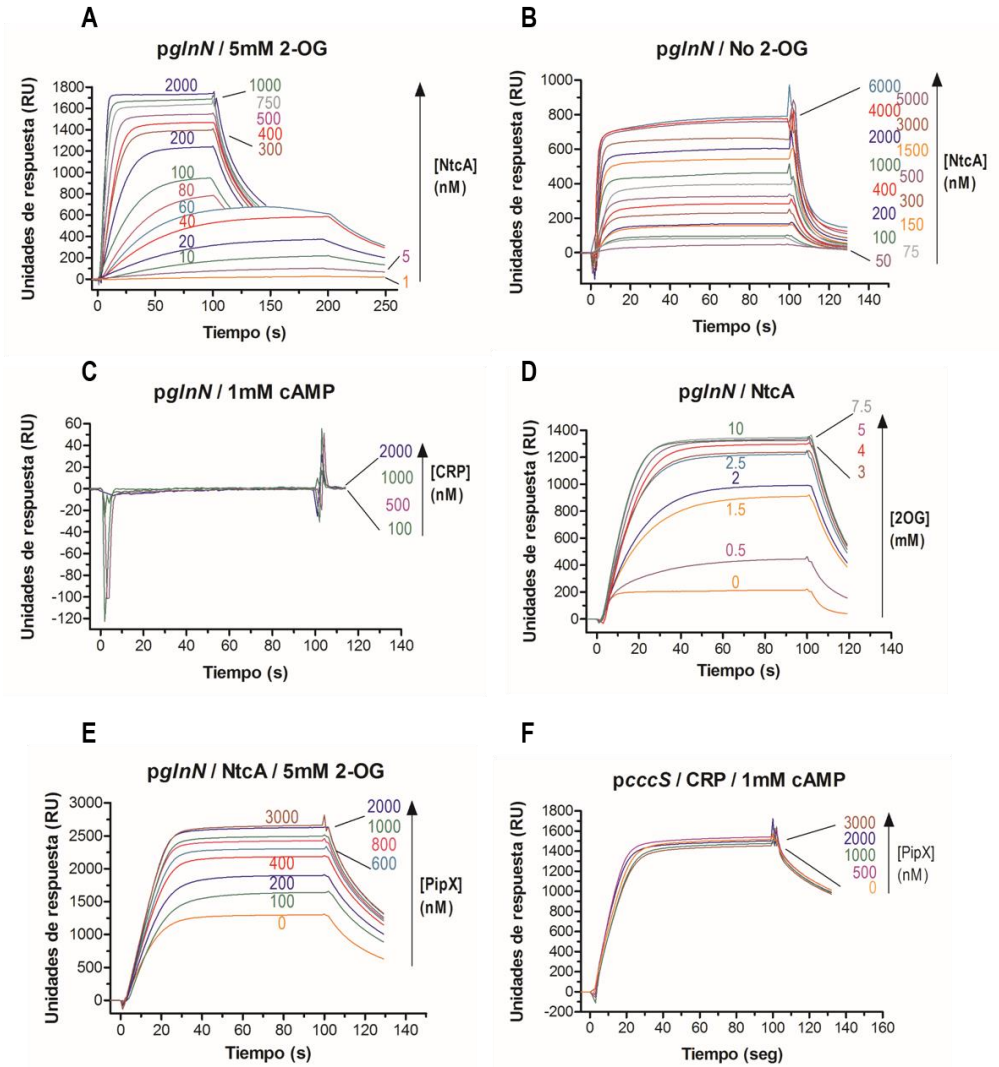 A
pglnN / 5mM 2-OG
Unidades de respuesta (RU)
1800
1600
1400
1200
1000
800
600
400
200
0
2000
1000
750
500
400
300
200
100
80
60
40
20
10
5
1
[NtcA]
(nM)
0 50 100 150 200 250
Tiempo (s)
B
pglnN / No 2-OG
Unidades de respuesta (RU)
1000
800
600
400
200
0
-200
6000
5000
4000
3000
2000
1500
1000
500
400
300
200
150
100
75
50
[NtcA]
(nM)
0 20 40 60 80 100 120 140
Tiempo (s)
C
pglnN / 1mM cAMP
Unidades de respuesta (RU)
60
40
20
0
-20
-40
-60
-80
-100
-120
2000
1000
500
100
[CRP]
(nM)
0 20 40 60 80 100 120 140
Tiempo (s)
D
pglnN / NtcA
Unidades de respuesta (RU)
1400
1200
1000
800
600
400
200
0
10
7.5
5
4
3
2.5
2
1.5
0.5
0
[2OG]
(mM)
0 20 40 60 80 100 120 140
Tiempo (s)
E
pglnN / NtcA / 5mM 2-OG
Unidades de respuesta (RU)
3000
2500
2000
1500
1000
500
0
3000
2000
1000
800
600
400
200
100
0
[PipX]
(nM)
0 20 40 60 80 100 120 140
Tiempo (s)
F
pcccS / CRP / 1mM cAMP
Unidades de respuesta (RU)
1800
1600
1400
1200
1000
800
600
400
200
0
-200
3000
2000
1000
500
0
[PipX]
(nM)
0 20 40 60 80 100 120 140 160
Tiempo (seg)